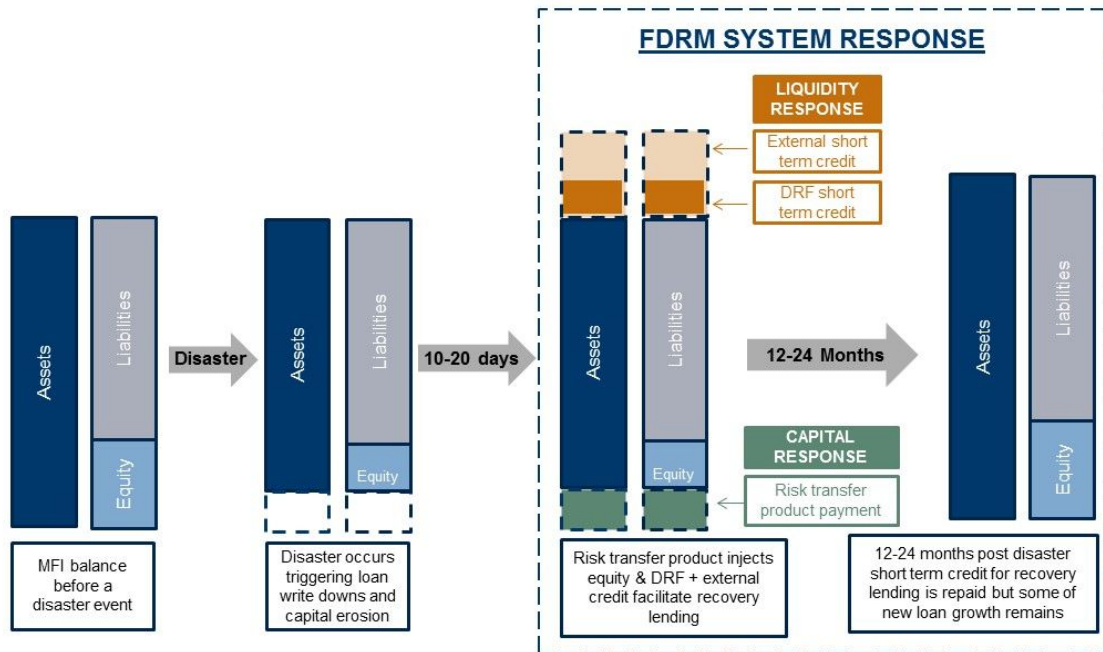 FDRM SYSTEM RESPONSE
LIQUIDITY
RESPONSE
External short
term credit
DRF short
term credit
Assets
Liabilities
Equity
Disaster
Assets
Liabilities
Equity
10-20 days
Assets
Liabilities
Equity
12-24 Months
CAPITAL
RESPONSE
Risk transfer
product payment
Assets
Liabilities
Equity
MFI balance
before a
disaster event
Disaster occurs
triggering loan
write downs and
capital erosion
Risk transfer product injects
equity & DRF + external
credit facilitate recovery
lending
12-24 months post disaster
short term credit for recovery
lending is repaid but some of
new loan growth remains